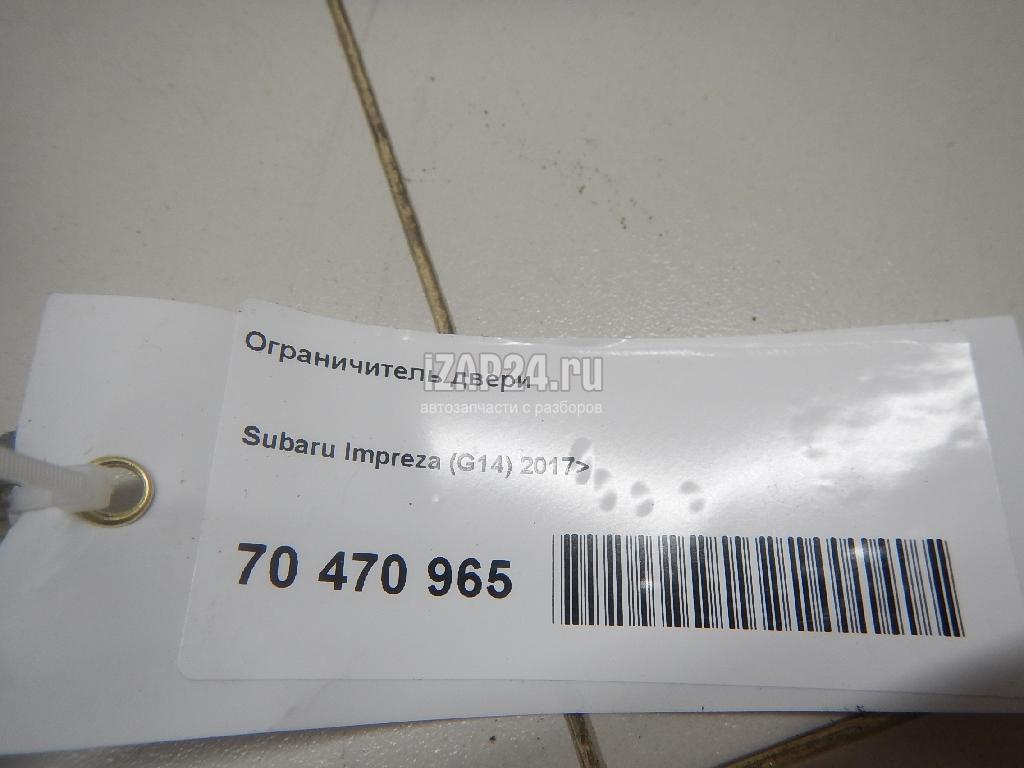 Ограничитель двери
iZAP24.ru
автозапчасти с разборов
Subaru Impreza (G14) 2017>
70 470 965